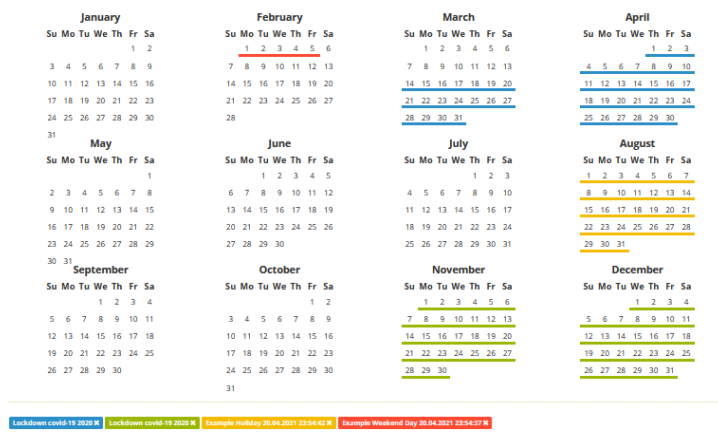 January February March April
Su Mo Tu We Th Fr Sa Su Mo Tu We Th Fr Sa Su Mo Tu We Th Fr Sa Su Mo Tu We Th Fr Sa
1 2 1 2 3 4 5 6 1 2 3 4 5 6 1 2 3
3 4 5 6 7 8 9 7 8 9 10 11 12 13 7 8 9 10 11 12 13 4 5 6 7 8 9 10
10 11 12 13 14 15 16 14 15 16 17 18 19 20 14 15 16 17 18 19 20 11 12 13 14 15 16 17
17 18 19 20 21 22 23 21 22 23 24 25 26 27 21 22 23 24 25 26 27 18 19 20 21 22 23 24
24 25 26 27 28 29 30 28 28 29 30 31 25 26 27 28 29 30
31
May June July August
Su Mo Tu We Th Fr Sa Su Mo Tu We Th Fr Sa Su Mo Tu We Th Fr Sa Su Mo Tu We Th Fr Sa
1 1 2 3 4 5 1 2 3 1 2 3 4 5 6 7
2 3 4 5 6 7 8 6 7 8 9 10 11 12 4 5 6 7 8 9 10 8 9 10 11 12 13 14
9 10 11 12 13 14 15 13 14 15 16 17 18 19 11 12 13 14 15 16 17 15 16 17 18 19 20 21
16 17 18 19 20 21 22 20 21 22 23 24 25 26 18 19 20 21 22 23 24 22 23 24 25 26 27 28
23 24 25 26 27 28 29 27 28 29 30 25 26 27 28 29 30 31 29 30 31
30 31
September October November December
Su Mo Tu We Th Fr Sa Su Mo Tu We Th Fr Sa Su Mo Tu We Th Fr Sa Su Mo Tu We Th Fr Sa
1 2 3 4 1 2 1 2 3 4 5 6 1 2 3 4
5 6 7 8 9 10 11 3 4 5 6 7 8 9 7 8 9 10 11 12 13 5 6 7 8 9 10 11
12 13 14 15 16 17 18 10 11 12 13 14 15 16 14 15 16 17 18 19 20 12 13 14 15 16 17 18
19 20 21 22 23 24 25 17 18 19 20 21 22 23 21 22 23 24 25 26 27 19 20 21 22 23 24 25
26 27 28 29 30 24 25 26 27 28 29 30 28 29 30 26 27 28 29 30 31
31
Lockdown covid-19 2020 ✖ Lockdown covid-19 2020 ✖ Example Holiday 20.04.2021 23:54:42 ✖ Example Weekend Day 20.04.2021 23:54:37 ✖